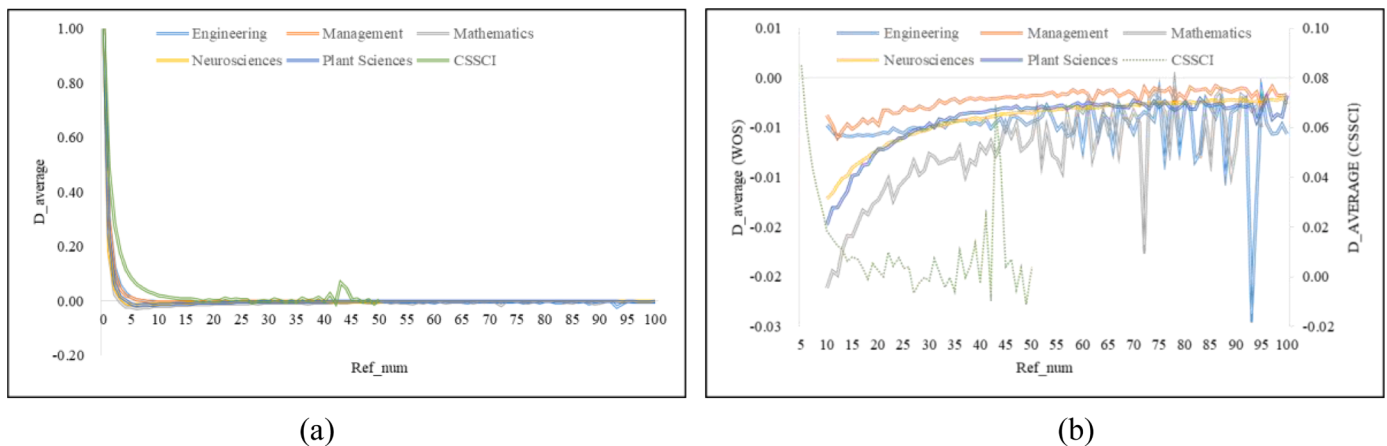 1.00
Engineering Management Mathematics
Neurosciences Plant Sciences CSSCI
0.80
0.60
0.40
0.20
0.00
-0.20
D_average
0 5 10 15 20 25 30 35 40 45 50 55 60 65 70 75 80 85 90 95 100
Ref_num
(a)
0.01
0.00
-0.01
-0.01
-0.02
-0.02
-0.03
D_average (WOS)
Engineering Management Mathematics
Neurosciences Plant Sciences CSSCI
0.10
0.08
0.06
0.04
0.02
0.00
-0.02
D_AVERAGE (CSSCI)
5 10 15 20 25 30 35 40 45 50 55 60 65 70 75 80 85 90 95 100
Ref_num
(b)